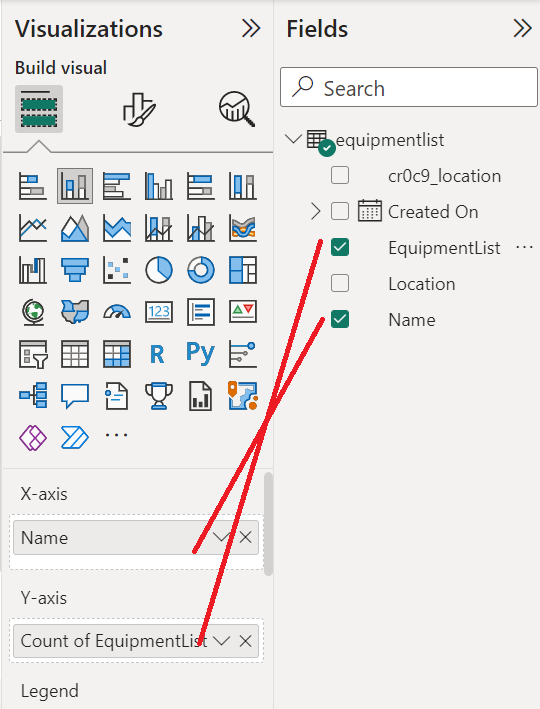 Visualizations
Build visual
123
R
Py
X-axis
Name
Y-axis
Count of EquipmentList
Legend
Fields
Search
equipmentlist
cr0c9_location
Created On
EquipmentList
Location
Name